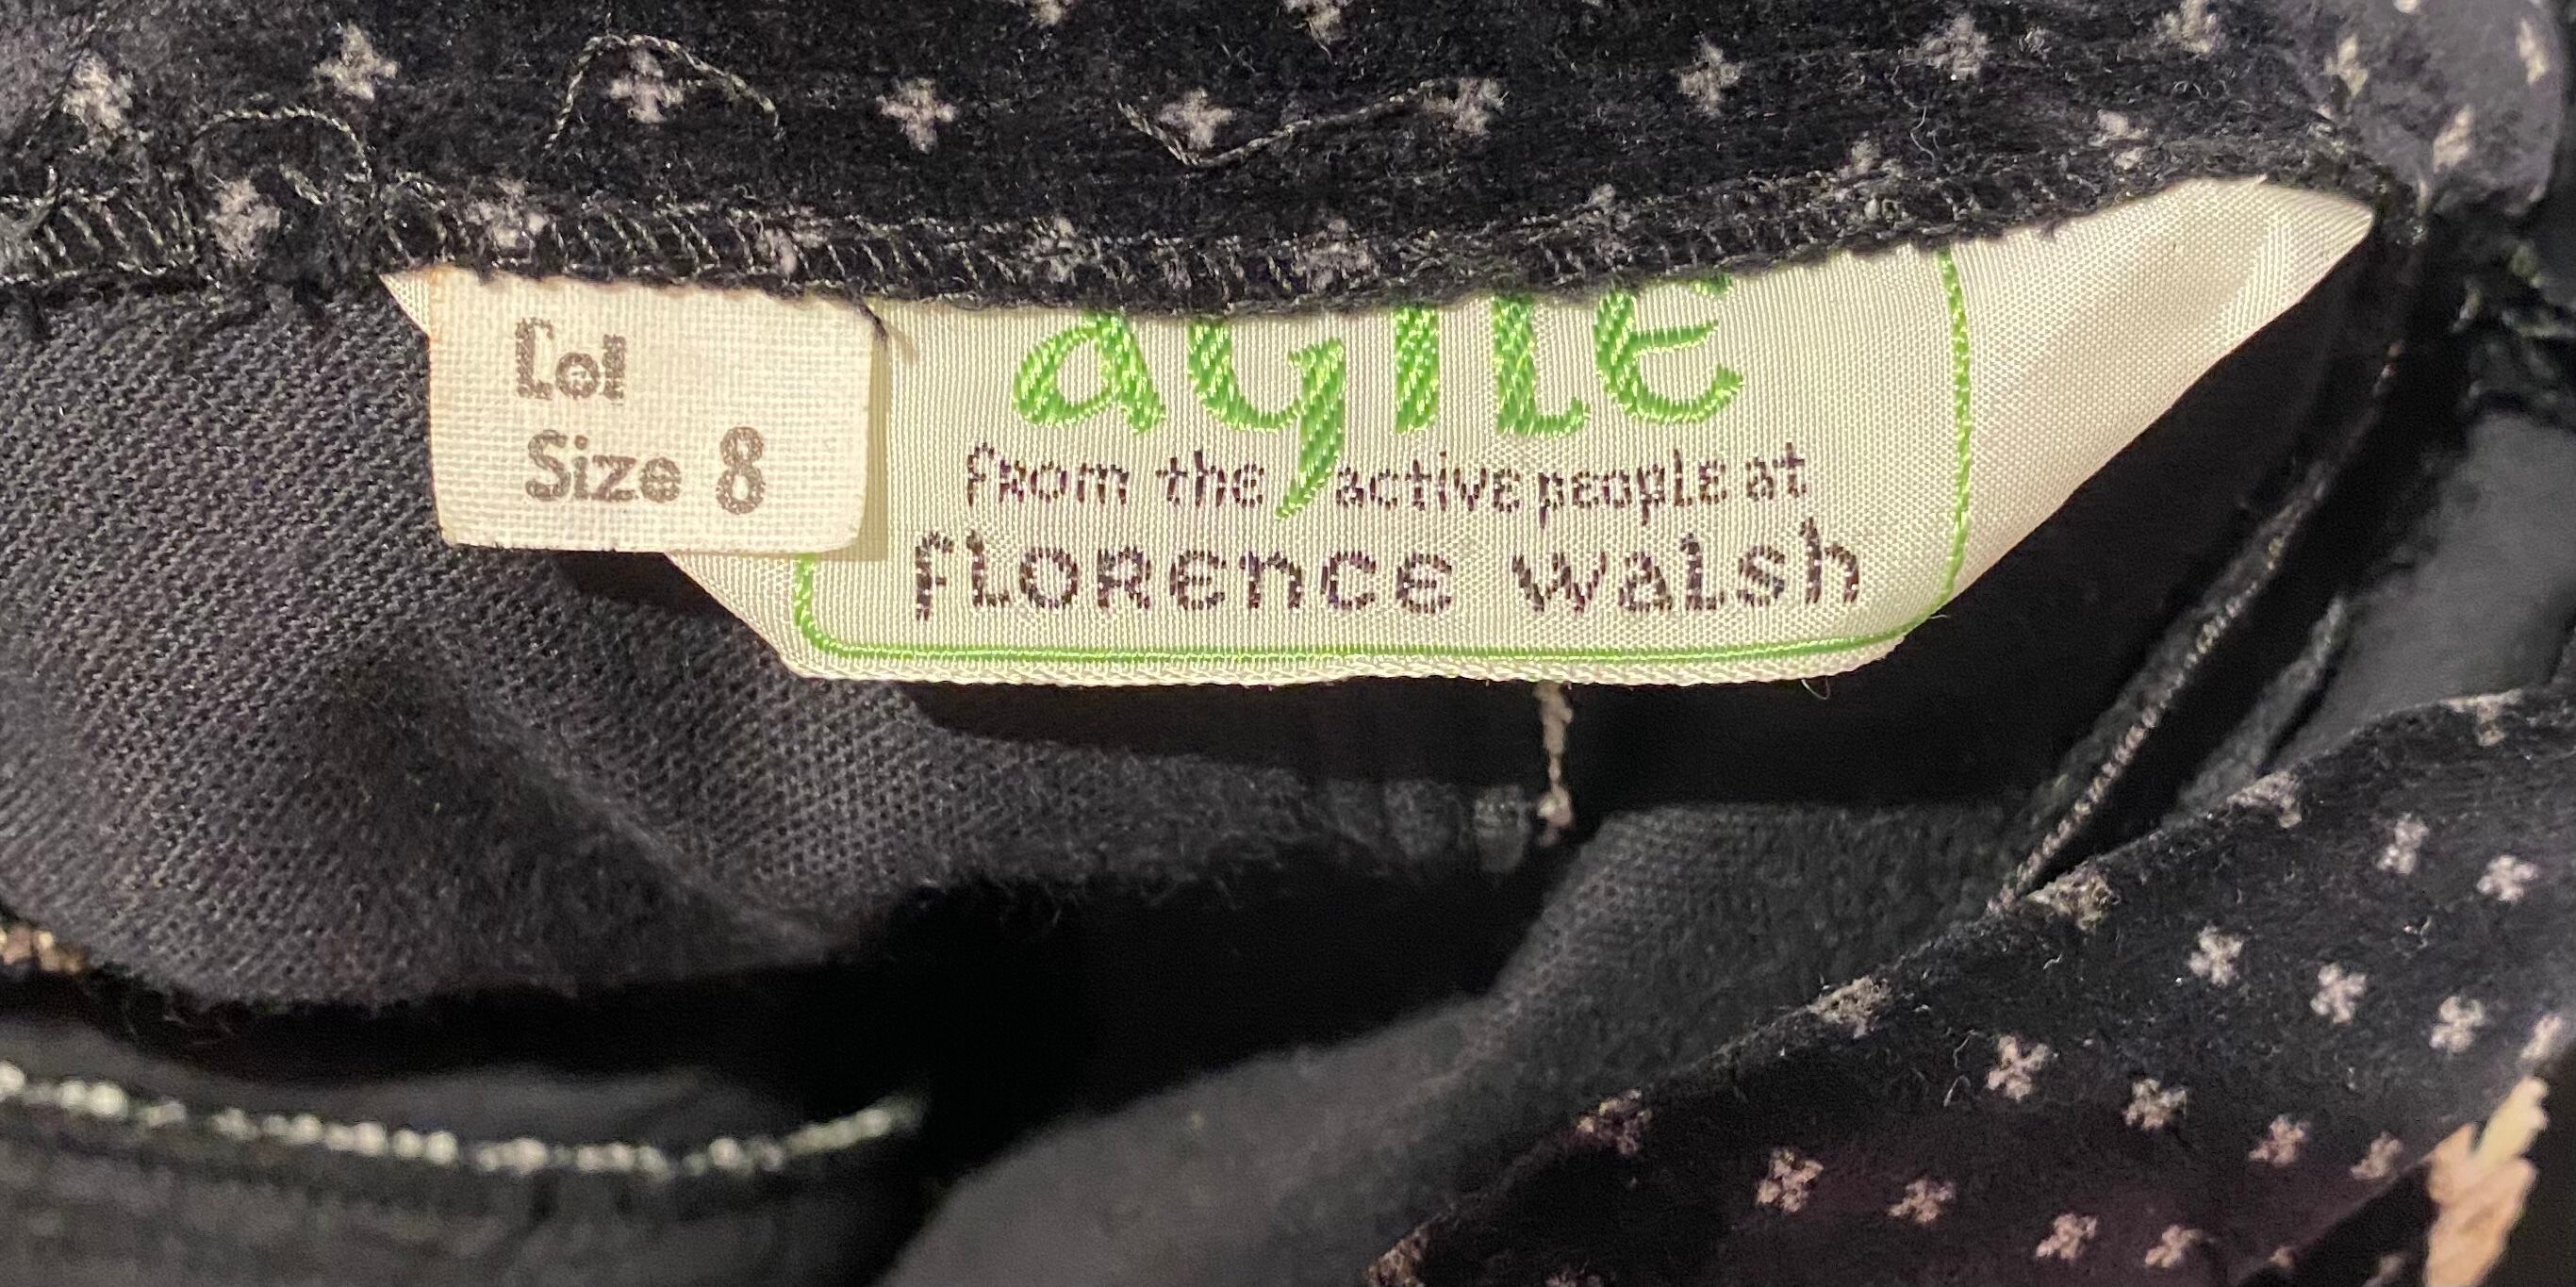 Lot
Size 8
agile
from the active people at
florence walsh